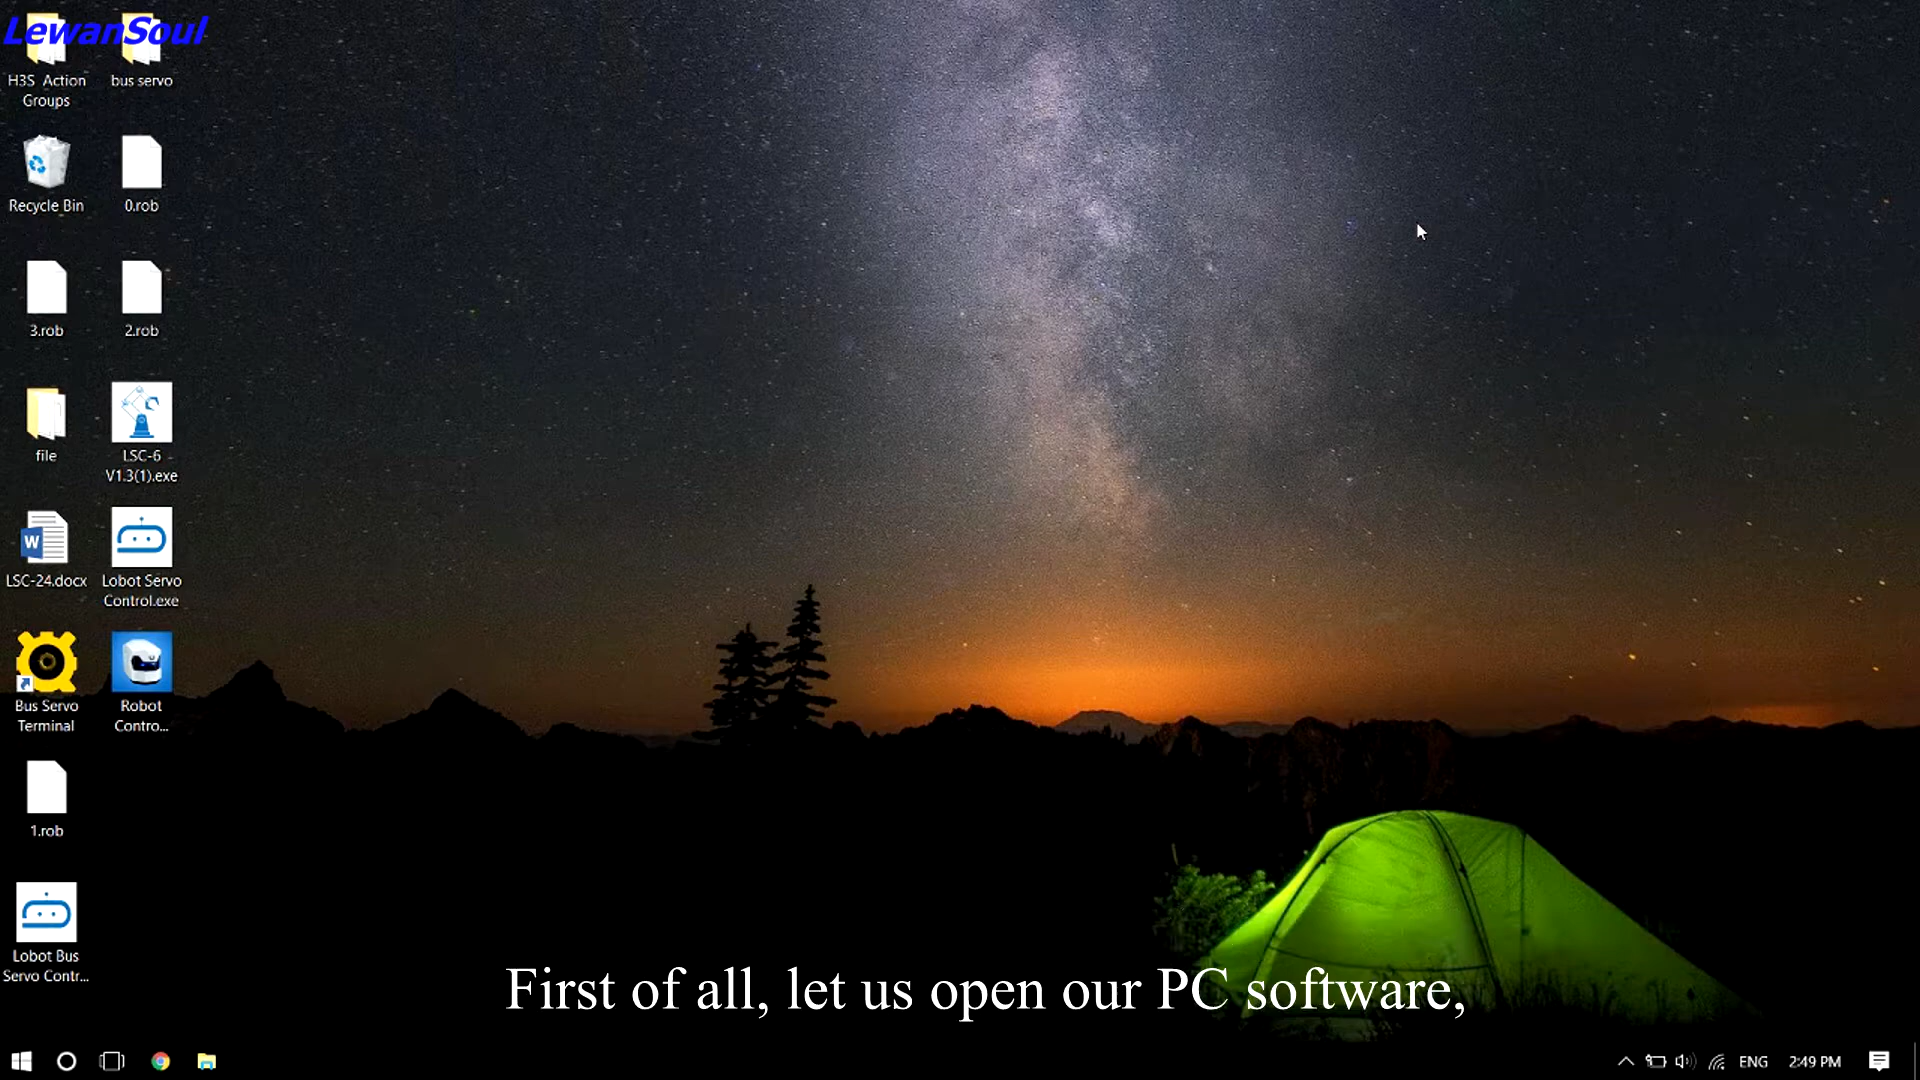 LewanSoul
H3S Action
Groups
bus servo
Recycle Bin
0.rob
3.rob
2.rob
file
LSC-6
V1.3(1).exe
W
LSC-24.docx
Lobot Servo
Control.exe
Bus Servo
Terminal
Robot
Contro...
1.rob
Lobot Bus
Servo Contr...
First of all, let us open our PC software,
ENG
2:49 PM